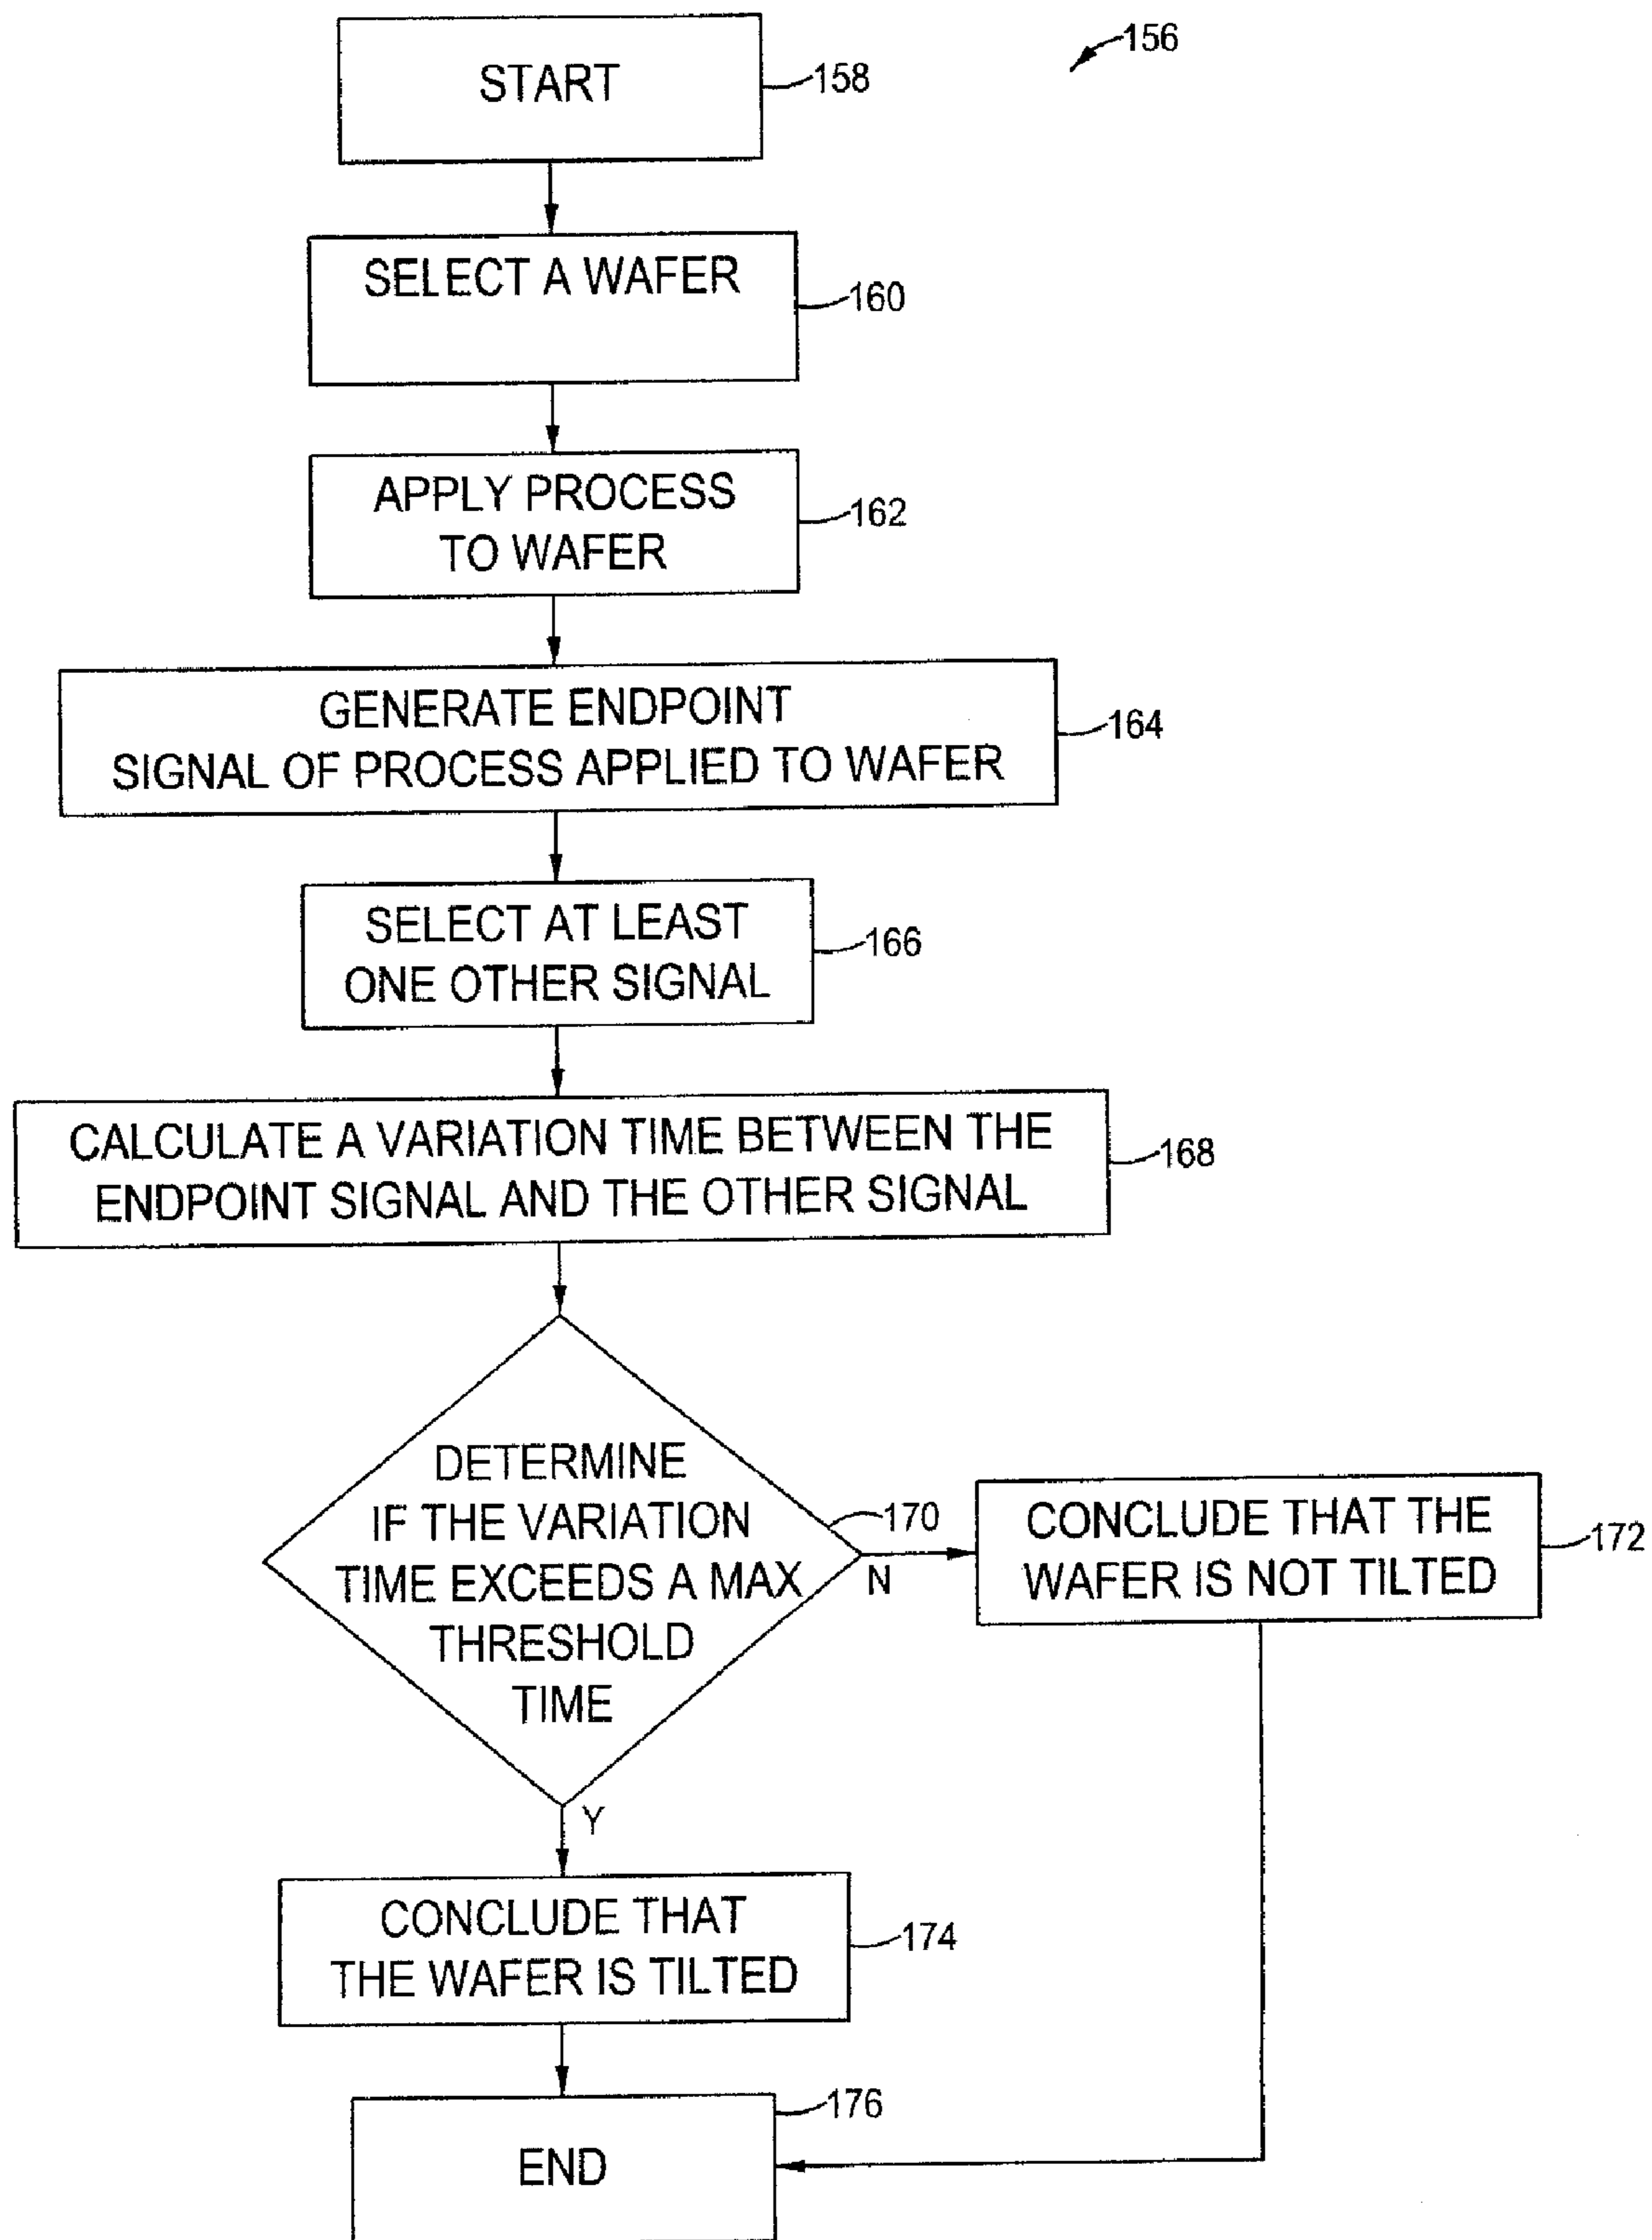 156
START
158
SELECT A WAFER
160
APPLY PROCESS
TO WAFER
162
GENERATE ENDPOINT
SIGNAL OF PROCESS APPLIED TO WAFER
164
SELECT AT LEAST
ONE OTHER SIGNAL
166
CALCULATE A VARIATION TIME BETWEEN THE
ENDPOINT SIGNAL AND THE OTHER SIGNAL
168
DETERMINE
IF THE VARIATION
TIME EXCEEDS A MAX
THRESHOLD
TIME
170
N
CONCLUDE THAT THE
WAFER IS NOT TILTED
172
Y
CONCLUDE THAT
THE WAFER IS TILTED
174
END
176